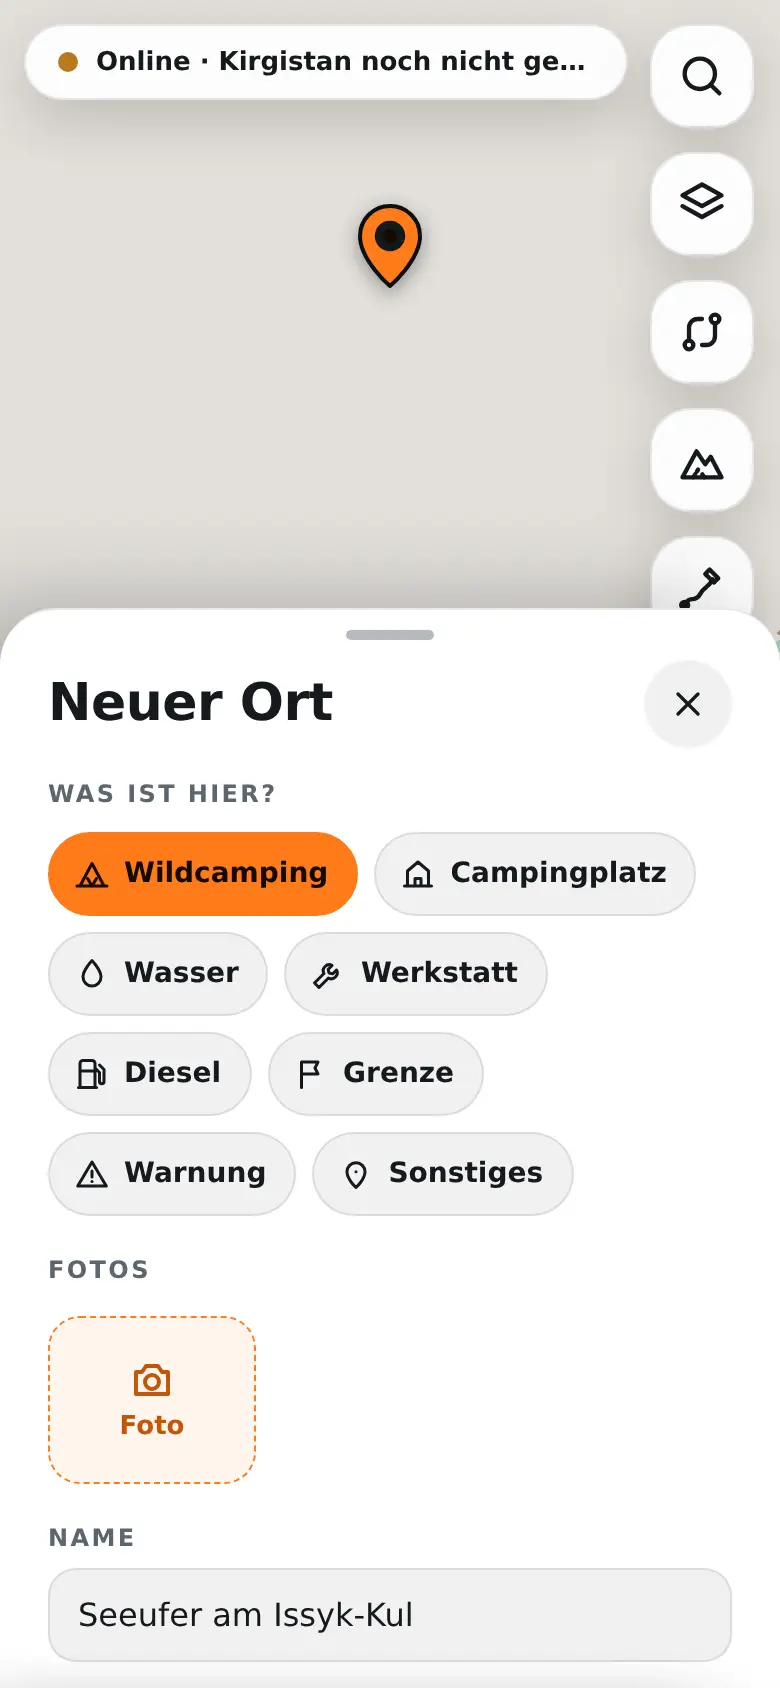 Online · Kirgistan noch nicht ge…
Neuer Ort
WAS IST HIER?
Wildcamping
Campingplatz
Wasser
Werkstatt
Diesel
Grenze
Warnung
Sonstiges
FOTOS
Foto
NAME
Seeufer am Issyk-Kul